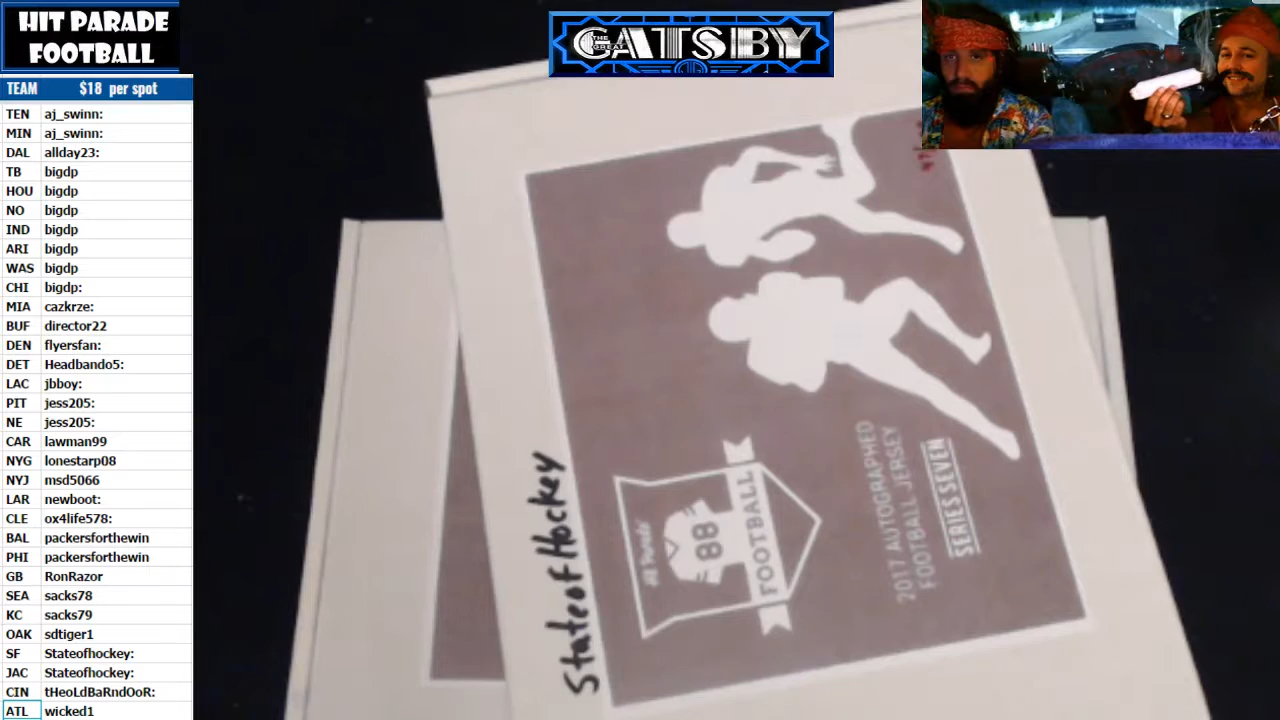 HIT PARADE
FOOTBALL
TEAM $18 per spot
TEN aj_swinn:
MIN aj_swinn:
DAL allday23:
TB bigdp
HOU bigdp
NO bigdp
IND bigdp
ARI bigdp
WAS bigdp
CHI bigdp:
MIA cazkrze:
BUF director22
DEN flyersfan:
DET Headbando5:
LAC jbboy:
PIT jess205:
NE jess205:
CAR lawman99
NYG lonestarp08
NYJ msd5066
LAR newboot:
CLE ox4life578:
BAL packersforthewin
PHI packersforthewin
GB RonRazor
SEA sacks78
KC sacks79
OAK sdtiger1
SF Stateofhockey:
JAC Stateofhockey:
CIN tHeoLdBaRndOoR:
ATL wicked1
THE GREAT
GATSBY
StateofHockey
Hit Parade
88
FOOTBALL
2017 AUTOGRAPHED
FOOTBALL JERSEY
SERIES SEVEN